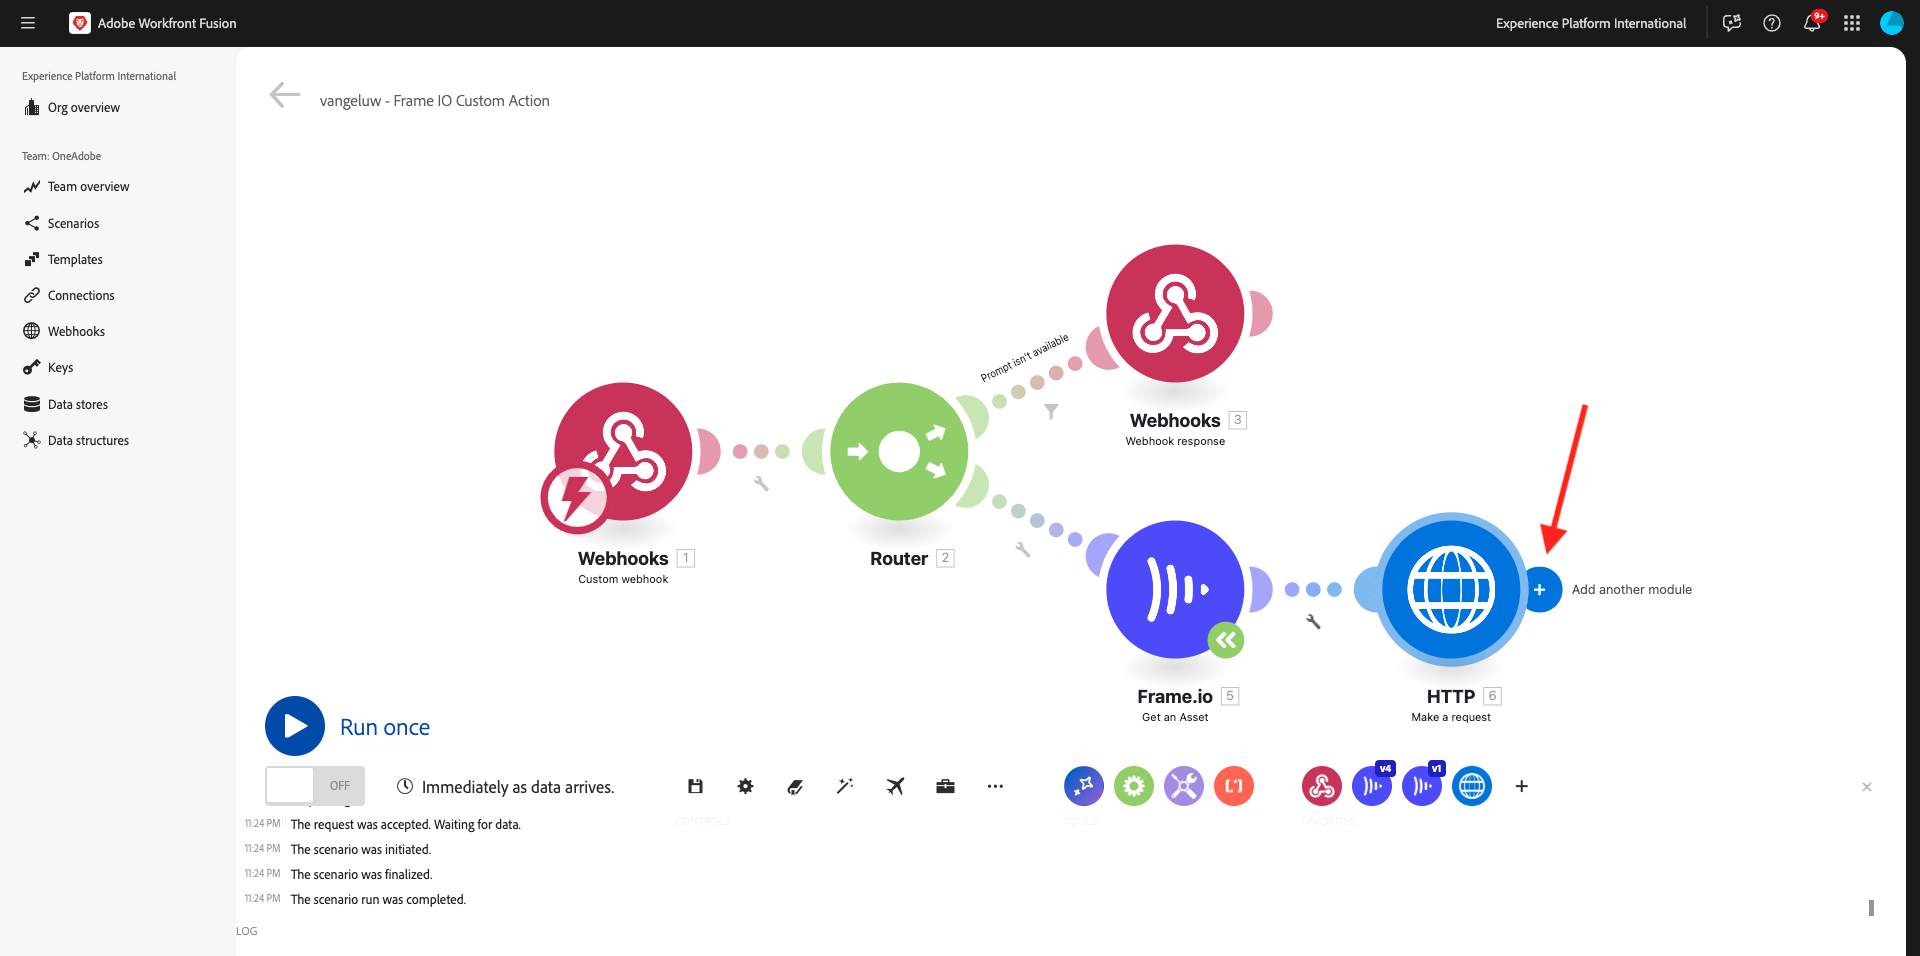 Adobe Workfront Fusion
Experience Platform International
9+
Experience Platform International
Org overview
Team: OneAdobe
Team overview
Scenarios
Templates
Connections
Webhooks
Keys
Data stores
Data structures
vangeluw - Frame IO Custom Action
Prompt isn't available
Webhooks 3
Webhook response
Webhooks 1
Custom webhook
Router 2
Add another module
Frame.io 5
Get an Asset
HTTP 6
Make a request
Run once
OFF
Immediately as data arrives.
v4
v1
CONTROLS
TOOLS
FAVORITES
11:24 PM The request was accepted. Waiting for data.
11:24 PM The scenario was initiated.
11:24 PM The scenario was finalized.
11:24 PM The scenario run was completed.
LOG